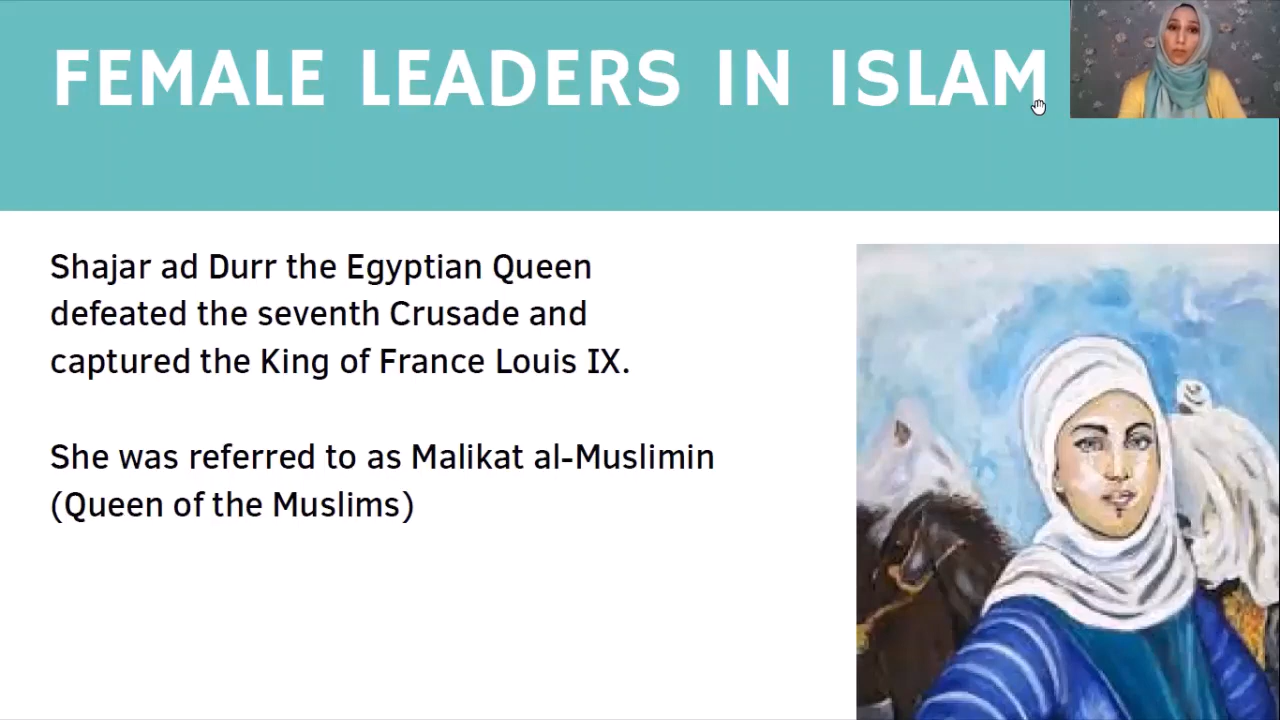 FEMALE LEADERS IN ISLAM
Shajar ad Durr the Egyptian Queen
defeated the seventh Crusade and
captured the King of France Louis IX.
She was referred to as Malikat al-Muslimin
(Queen of the Muslims)